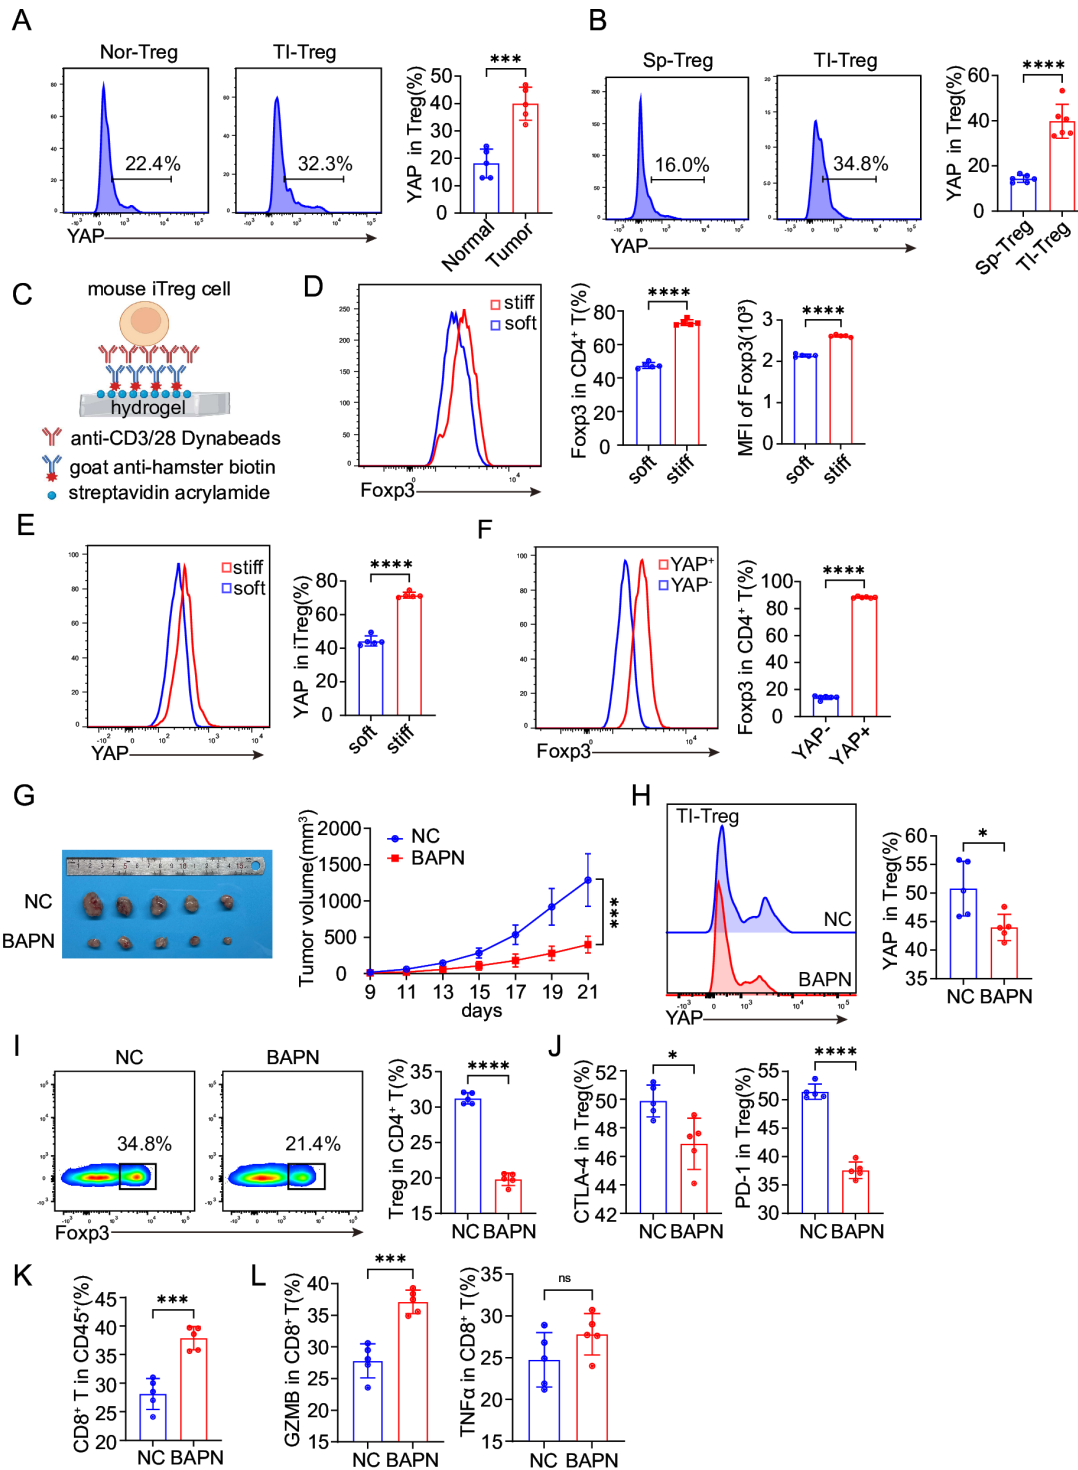 A
Nor-Treg
TI-Treg
22.4%
32.3%
YAP
YAP in Treg(%)
50
40
30
20
10
0
***
Normal
Tumor
B
Sp-Treg
TI-Treg
16.0%
34.8%
YAP
YAP in Treg(%)
60
40
20
0
****
Sp-Treg
TI-Treg
C
mouse iTreg cell
hydrogel
anti-CD3/28 Dynabeads
goat anti-hamster biotin
streptavidin acrylamide
D
stiff
soft
Foxp3
Foxp3 in CD4⁺ T(%)
80
60
40
20
0
****
soft
stiff
MFI of Foxp3(10³)
3
2
1
0
****
soft
stiff
E
stiff
soft
YAP
YAP in iTreg(%)
80
60
40
20
0
****
soft
stiff
F
YAP⁺
YAP⁻
Foxp3
Foxp3 in CD4⁺ T(%)
100
80
60
40
20
0
****
YAP-
YAP+
G
NC
BAPN
Tumor volume(mm³)
2000
1500
1000
500
0
NC
BAPN
***
9 11 13 15 17 19 21
days
H
TI-Treg
NC
BAPN
YAP
YAP in Treg(%)
60
55
50
45
40
35
*
NC BAPN
I
NC
BAPN
34.8%
21.4%
Foxp3
Treg in CD4⁺ T(%)
40
35
30
25
20
15
****
NC BAPN
J
CTLA-4 in Treg(%)
52
50
48
46
44
42
*
NC BAPN
PD-1 in Treg(%)
55
50
45
40
35
30
****
NC BAPN
K
CD8⁺ T in CD45⁺(%)
45
40
35
30
25
20
***
NC BAPN
L
GZMB in CD8⁺ T(%)
40
35
30
25
20
15
***
NC BAPN
TNFα in CD8⁺ T(%)
35
30
25
20
15
ns
NC BAPN